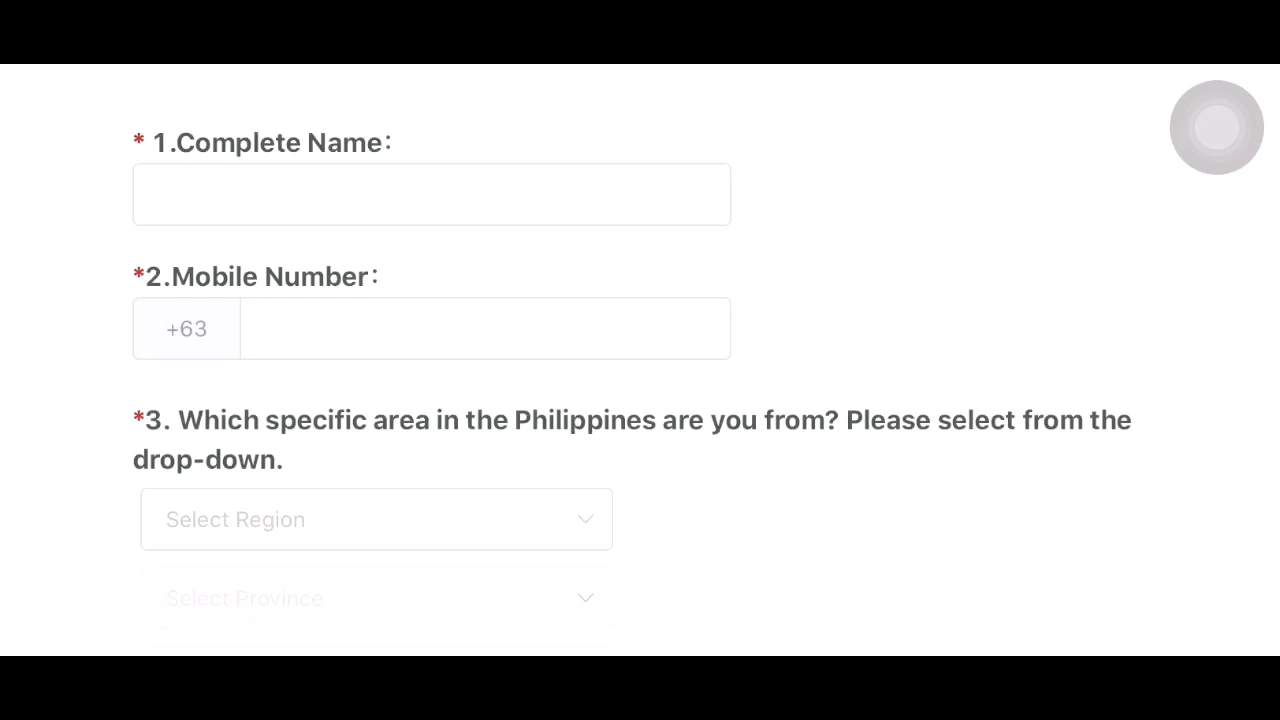 * 1.Complete Name:
*2.Mobile Number:
+63
*3. Which specific area in the Philippines are you from? Please select from the
drop-down.
Select Region
Select Province